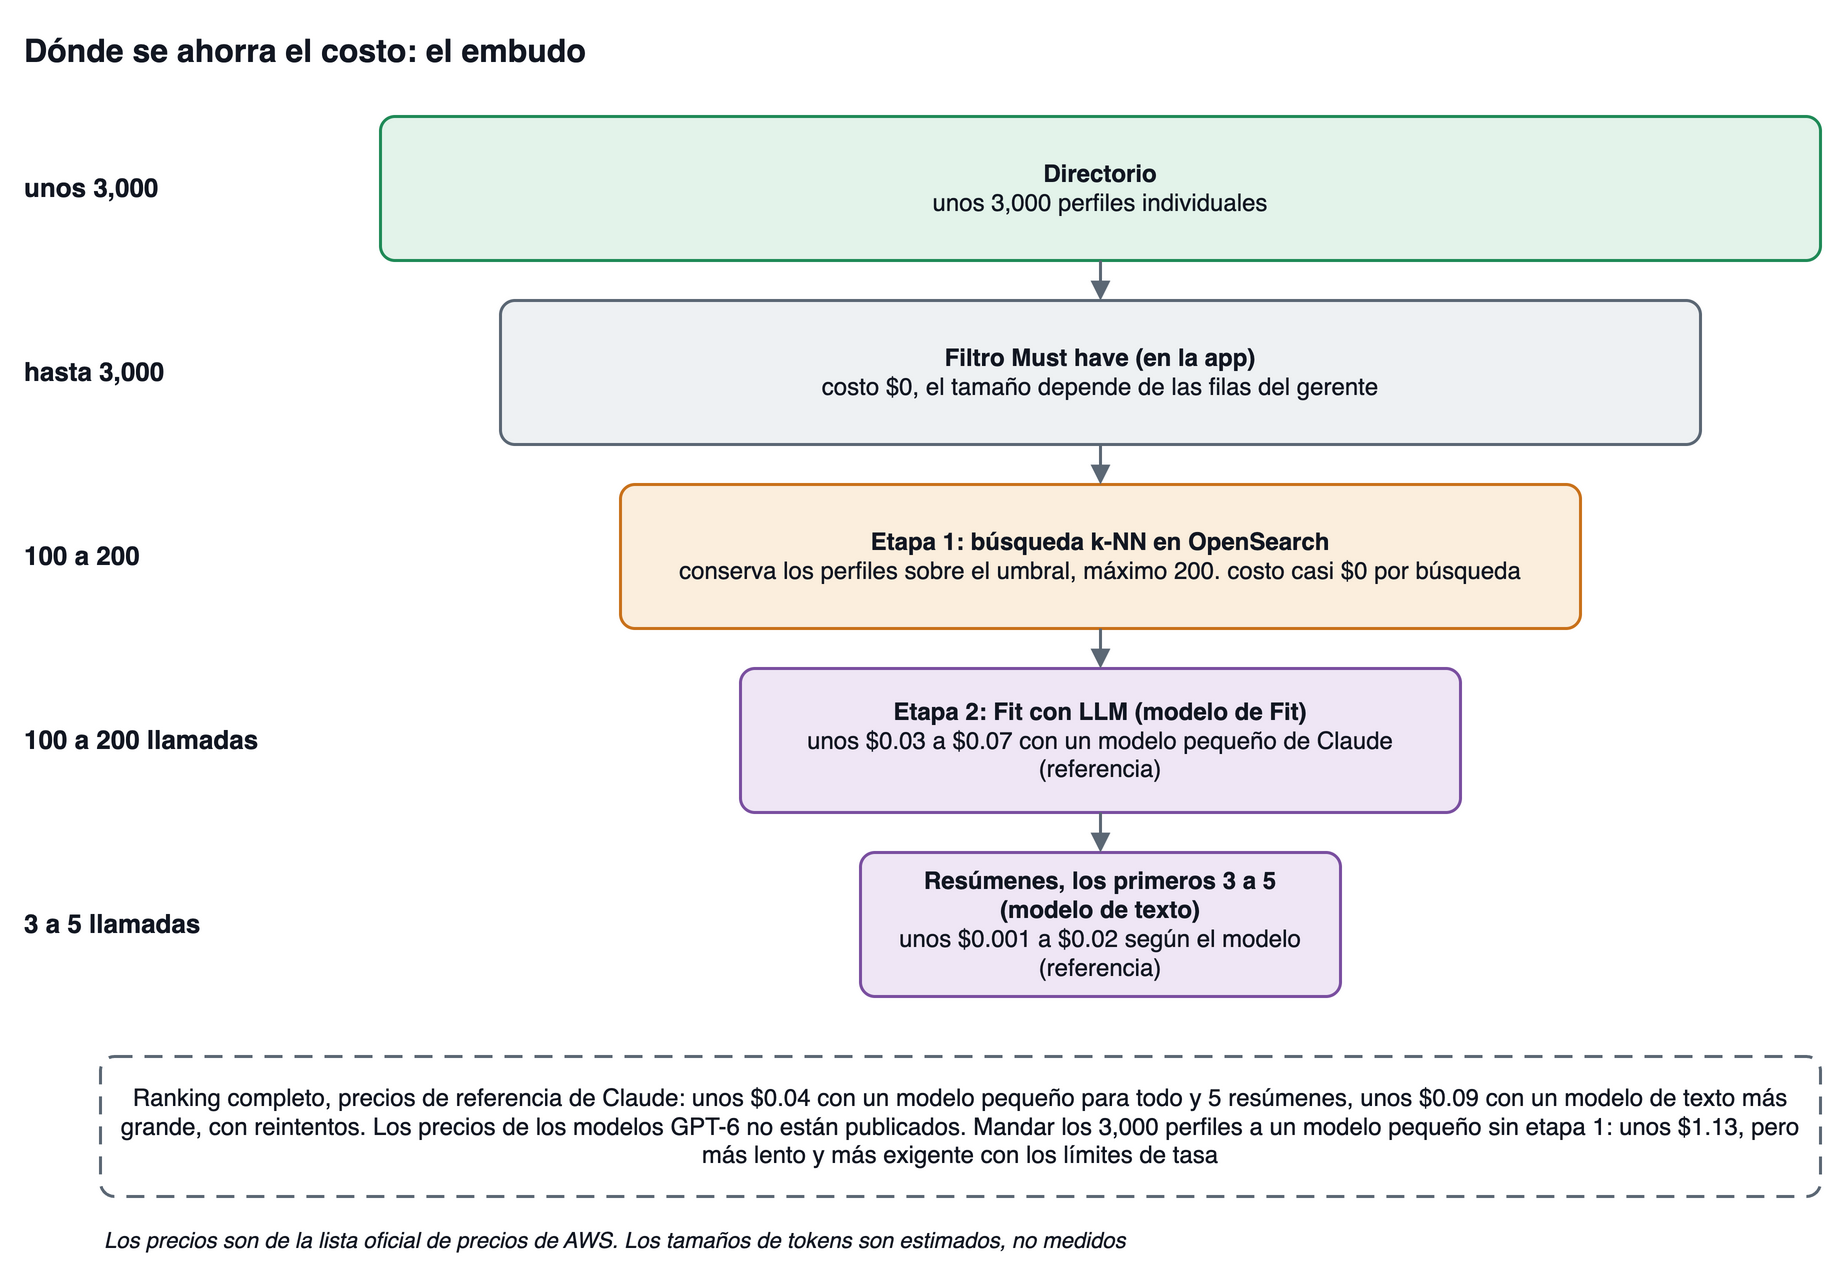 Dónde se ahorra el costo: el embudo
unos 3,000
Directorio
unos 3,000 perfiles individuales
hasta 3,000
Filtro Must have (en la app)
costo $0, el tamaño depende de las filas del gerente
100 a 200
Etapa 1: búsqueda k-NN en OpenSearch
conserva los perfiles sobre el umbral, máximo 200. costo casi $0 por búsqueda
100 a 200 llamadas
Etapa 2: Fit con LLM (modelo de Fit)
unos $0.03 a $0.07 con un modelo pequeño de Claude
(referencia)
3 a 5 llamadas
Resúmenes, los primeros 3 a 5
(modelo de texto)
unos $0.001 a $0.02 según el modelo
(referencia)
Ranking completo, precios de referencia de Claude: unos $0.04 con un modelo pequeño para todo y 5 resúmenes, unos $0.09 con un modelo de texto más
grande, con reintentos. Los precios de los modelos GPT-6 no están publicados. Mandar los 3,000 perfiles a un modelo pequeño sin etapa 1: unos $1.13, pero
más lento y más exigente con los límites de tasa
Los precios son de la lista oficial de precios de AWS. Los tamaños de tokens son estimados, no medidos